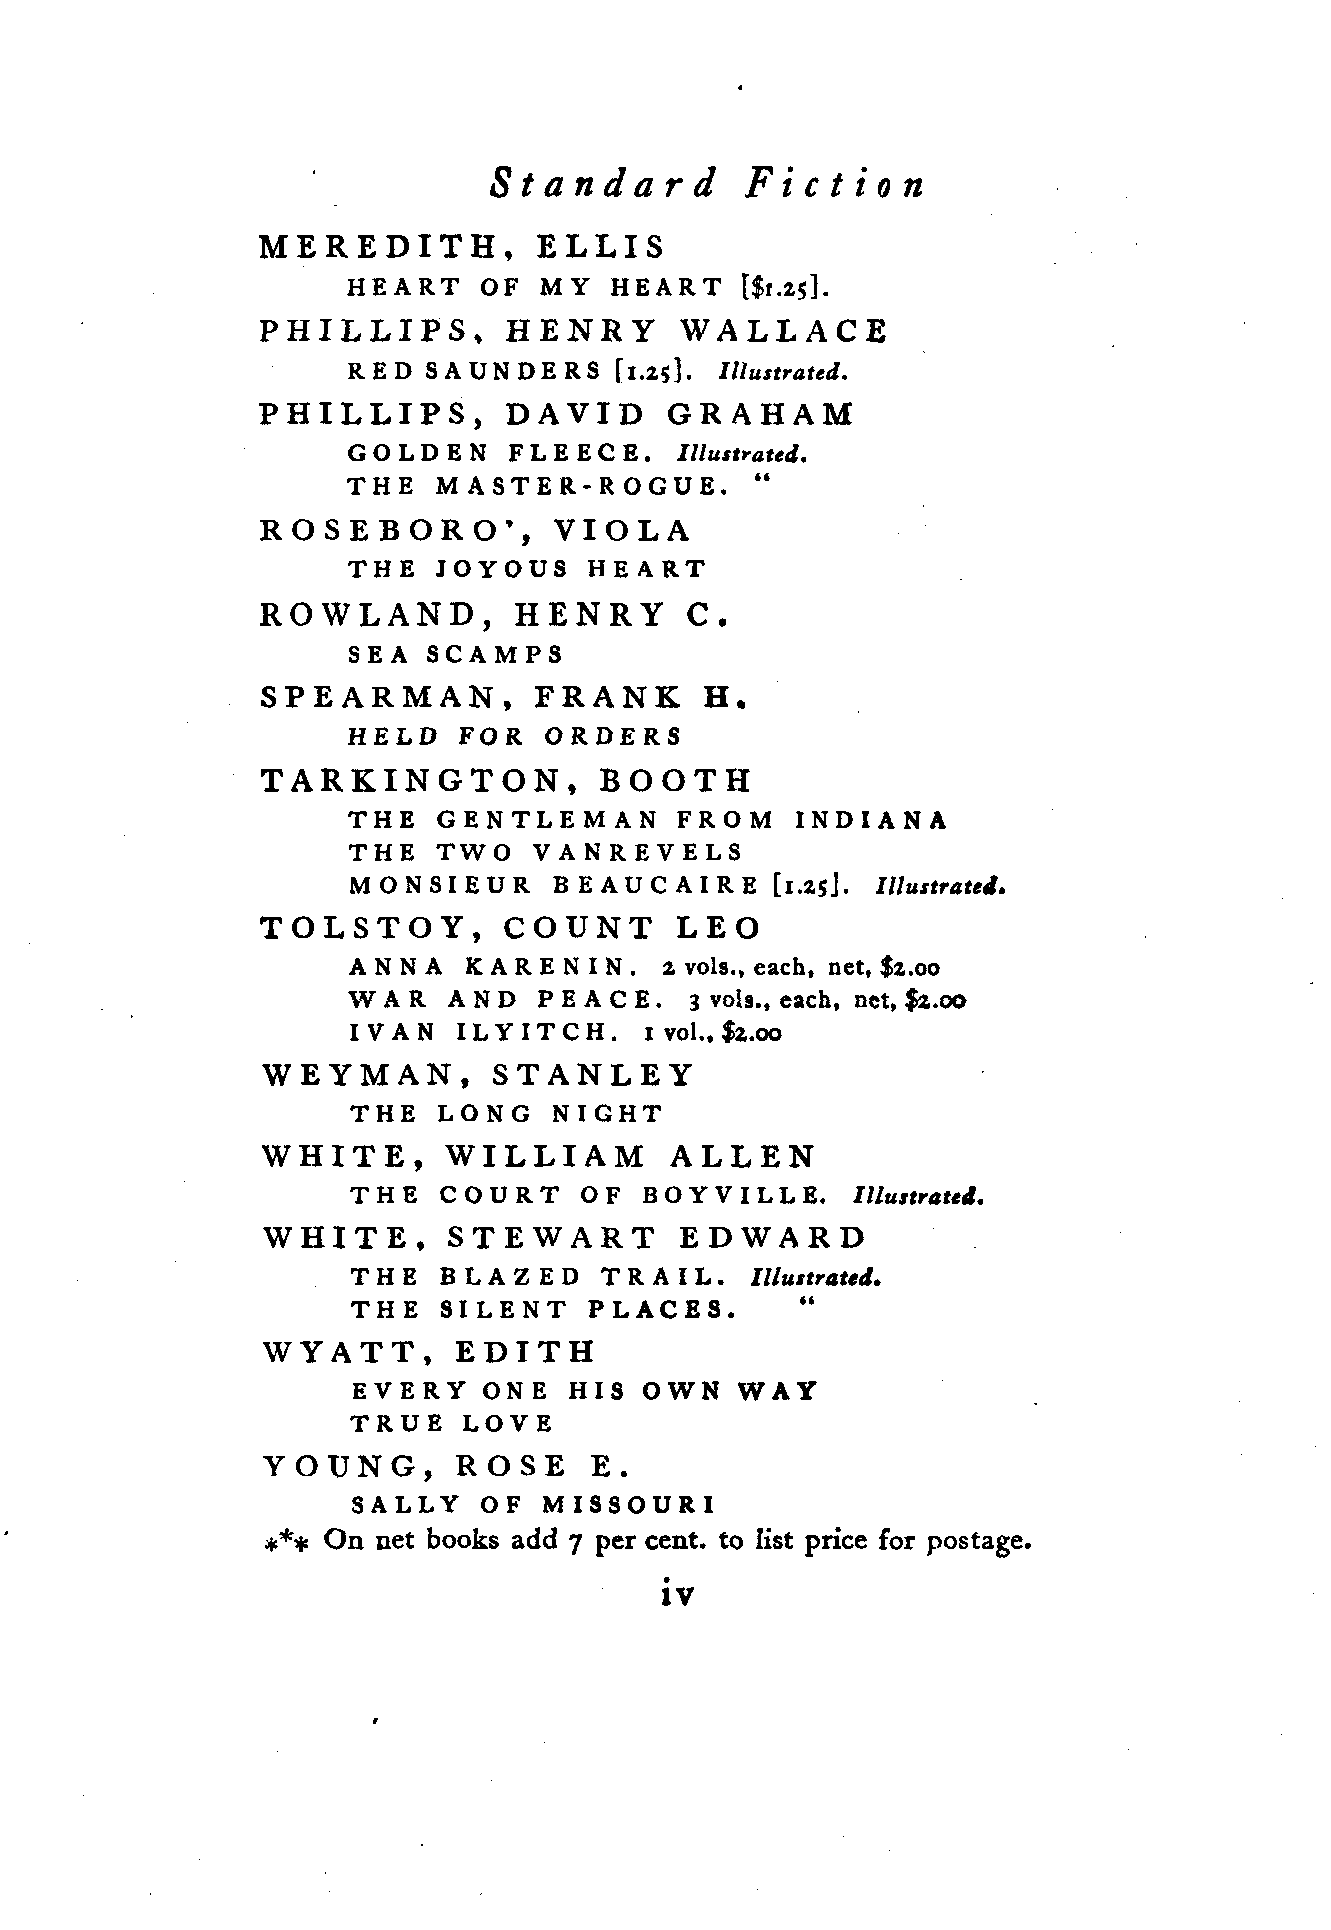 Standard Fiction
MEREDITH, ELLIS
HEART OF MY HEART [$1.25].
PHILLIPS, HENRY WALLACE
RED SAUNDERS [1.25]. Illustrated.
PHILLIPS, DAVID GRAHAM
GOLDEN FLEECE. Illustrated.
THE MASTER-ROGUE. “
ROSEBORO’, VIOLA
THE JOYOUS HEART
ROWLAND, HENRY C.
SEA SCAMPS
SPEARMAN, FRANK H.
HELD FOR ORDERS
TARKINGTON, BOOTH
THE GENTLEMAN FROM INDIANA
THE TWO VANREVELS
MONSIEUR BEAUCAIRE [1.25]. Illustrated.
TOLSTOY, COUNT LEO
ANNA KARENIN. 2 vols., each, net, $2.00
WAR AND PEACE. 3 vols., each, net, $2.00
IVAN ILYITCH. 1 vol., $2.00
WEYMAN, STANLEY
THE LONG NIGHT
WHITE, WILLIAM ALLEN
THE COURT OF BOYVILLE. Illustrated.
WHITE, STEWART EDWARD
THE BLAZED TRAIL. Illustrated.
THE SILENT PLACES. “
WYATT, EDITH
EVERY ONE HIS OWN WAY
TRUE LOVE
YOUNG, ROSE E.
SALLY OF MISSOURI
*** On net books add 7 per cent. to list price for postage.
iv